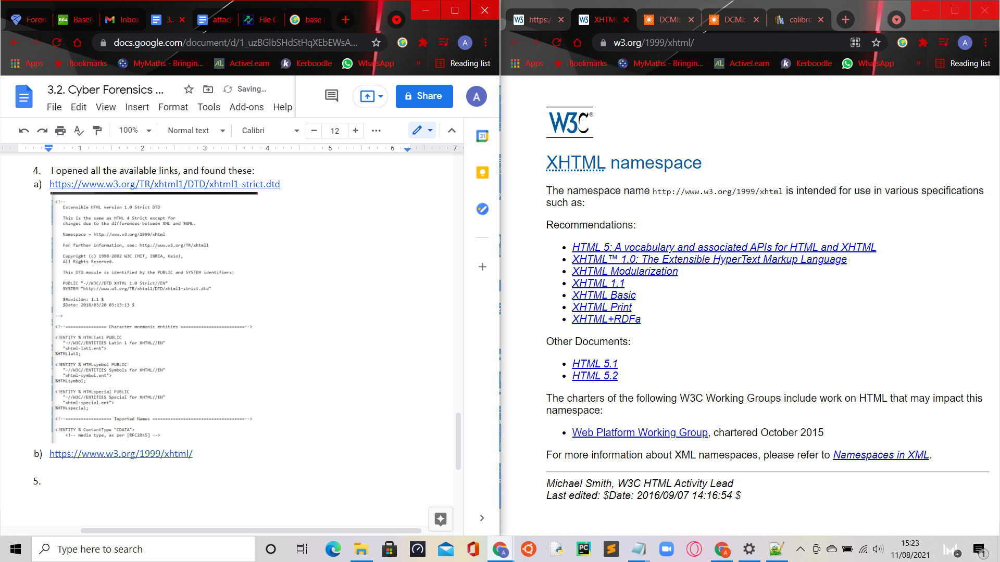 Foren
Base6
Inbox
3.
attach
File C
base
docs.google.com/document/d/1_uzBGlbSHdStHqXEbEWsA...
A
Apps
Bookmarks
MyMaths - Bringin...
ActiveLearn
Kerboodle
WhatsApp
»
Reading list
3.2. Cyber Forensics ...
Saving...
Share
A
File Edit View Insert Format Tools Add-ons Help
100%
Normal text
Calibri
12
1 2 3 4 5 6 7
4. I opened all the available links, and found these:
a) https://www.w3.org/TR/xhtml1/DTD/xhtml1-strict.dtd
<!--
Extensible HTML version 1.0 Strict DTD
This is the same as HTML 4 Strict except for
changes due to the differences between XML and SGML.
Namespace = http://www.w3.org/1999/xhtml
For further information, see: http://www.w3.org/TR/xhtml1
Copyright (c) 1998-2002 W3C (MIT, INRIA, Keio),
All Rights Reserved.
This DTD module is identified by the PUBLIC and SYSTEM identifiers:
PUBLIC "-//W3C//DTD XHTML 1.0 Strict//EN"
SYSTEM "http://www.w3.org/TR/xhtml1/DTD/xhtml1-strict.dtd"
$Revision: 1.1 $
$Date: 2018/03/20 03:13:13 $
-->
<!--================ Character mnemonic entities =========================-->
<!ENTITY % HTMLlat1 PUBLIC
"-//W3C//ENTITIES Latin 1 for XHTML//EN"
"xhtml-lat1.ent">
%HTMLlat1;
<!ENTITY % HTMLsymbol PUBLIC
"-//W3C//ENTITIES Symbols for XHTML//EN"
"xhtml-symbol.ent">
%HTMLsymbol;
<!ENTITY % HTMLspecial PUBLIC
"-//W3C//ENTITIES Special for XHTML//EN"
"xhtml-special.ent">
%HTMLspecial;
<!--================== Imported Names ====================================-->
<!ENTITY % ContentType "CDATA">
<!-- media type, as per [RFC2045] -->
b) https://www.w3.org/1999/xhtml/
5.
https:/
XHTML
DCMI:
DCMI:
calibre
w3.org/1999/xhtml/
A
Apps
Bookmarks
MyMaths - Bringin...
ActiveLearn
Kerboodle
WhatsApp
»
Reading list
W3C®
XHTML namespace
The namespace name http://www.w3.org/1999/xhtml is intended for use in various specifications
such as:
Recommendations:
• HTML 5: A vocabulary and associated APIs for HTML and XHTML
• XHTML™ 1.0: The Extensible HyperText Markup Language
• XHTML Modularization
• XHTML 1.1
• XHTML Basic
• XHTML Print
• XHTML+RDFa
Other Documents:
• HTML 5.1
• HTML 5.2
The charters of the following W3C Working Groups include work on HTML that may impact this
namespace:
• Web Platform Working Group, chartered October 2015
For more information about XML namespaces, please refer to Namespaces in XML.
Michael Smith, W3C HTML Activity Lead
Last edited: $Date: 2016/09/07 14:16:54 $
Type here to search
15:23
11/08/2021
2
1